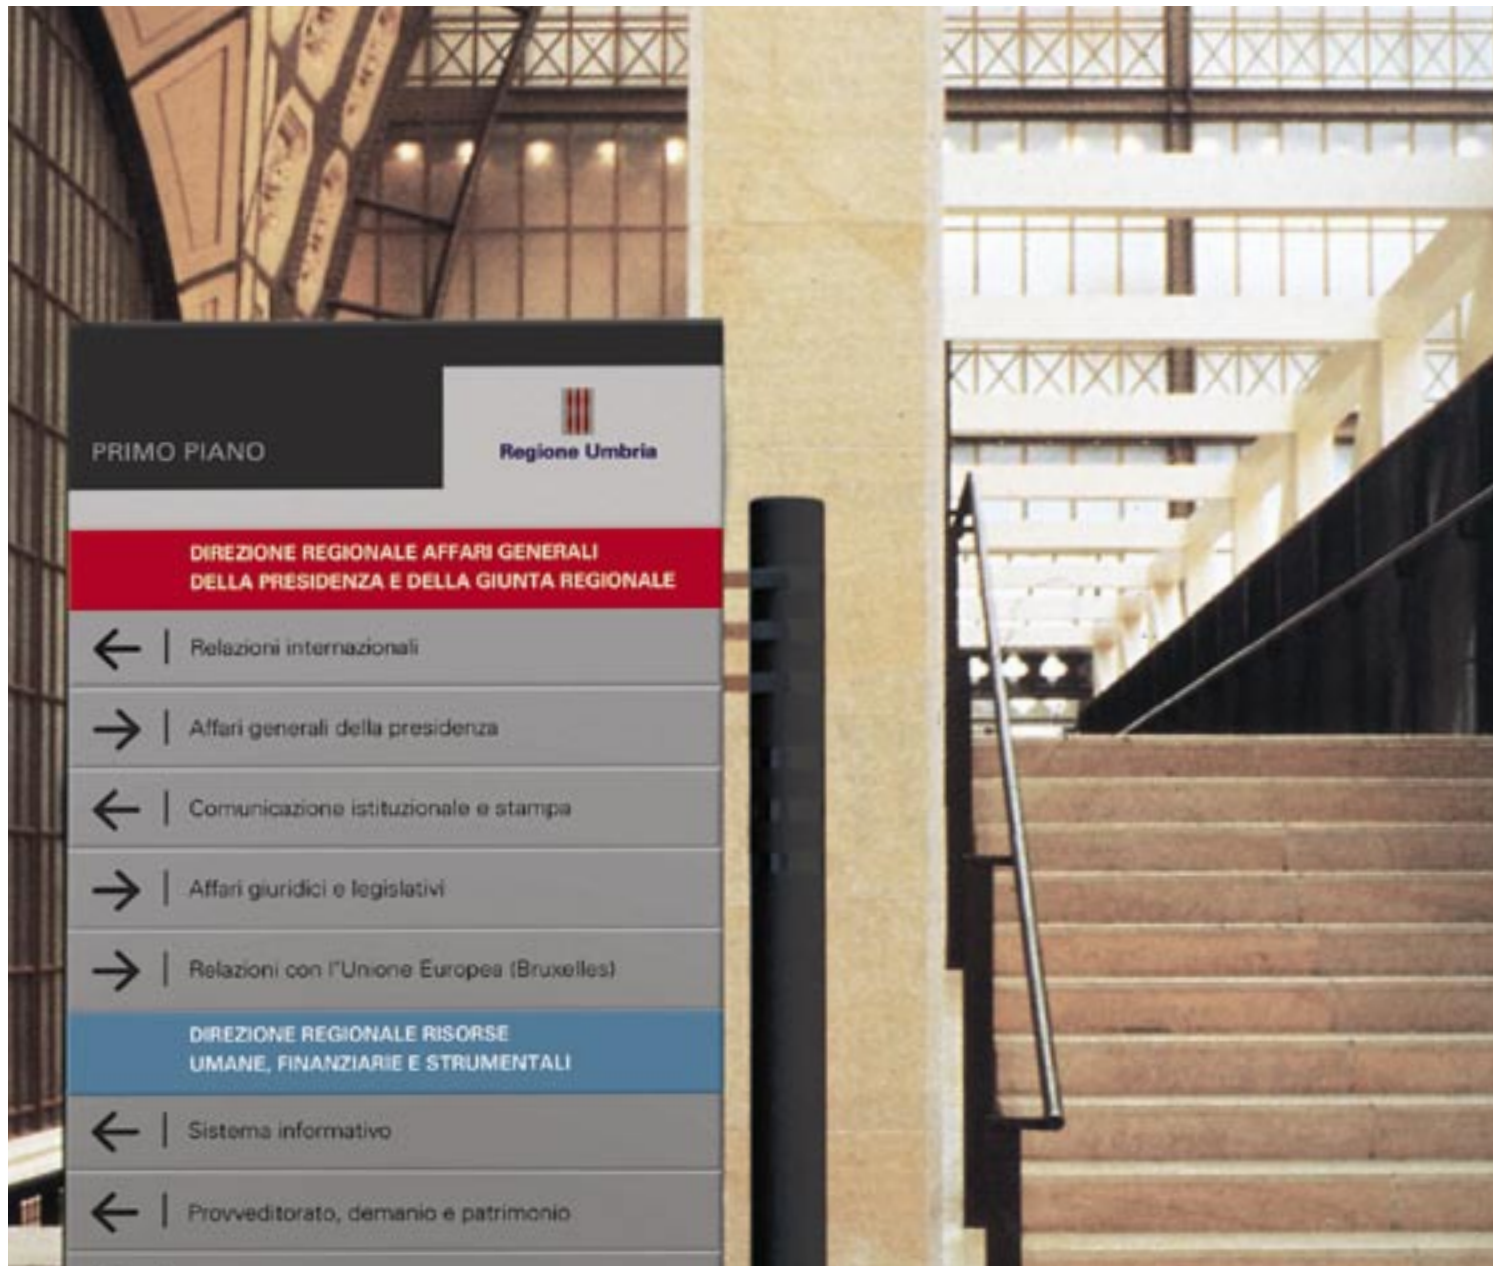 PRIMO PIANO
Regione Umbria
DIREZIONE REGIONALE AFFARI GENERALI
DELLA PRESIDENZA E DELLA GIUNTA REGIONALE
Relazioni internazionali
Affari generali della presidenza
Comunicazione istituzionale e stampa
Affari giuridici e legislativi
Relazioni con l'Unione Europea (Bruxelles)
DIREZIONE REGIONALE RISORSE
UMANE, FINANZIARIE E STRUMENTALI
Sistema informativo
Provveditorato, demanio e patrimonio